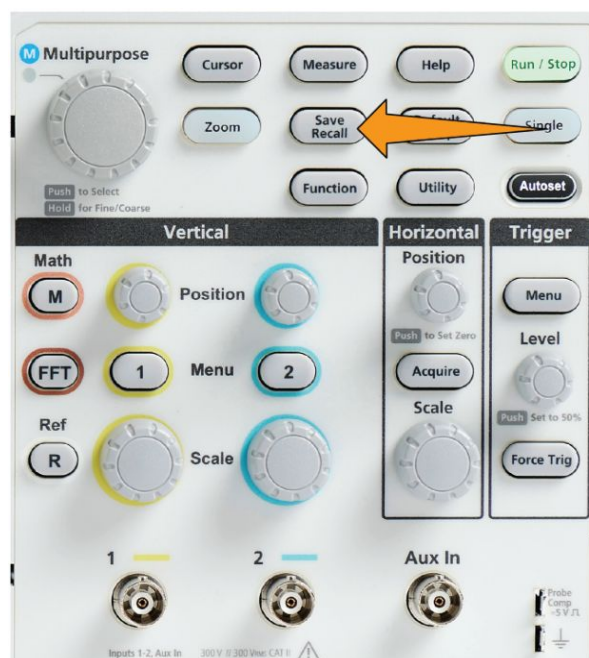 M Multipurpose
Cursor
Measure
Help
Run / Stop
Zoom
Save
Recall
Single
Push to Select
Hold for Fine/Coarse
Function
Utility
Autoset
Vertical
Horizontal
Trigger
Math
M
Position
Position
Push to Set Zero
Menu
FFT
1
Menu
2
Acquire
Level
Push Set to 50%
Ref
R
Scale
Scale
Force Trig
1
2
Aux In
Probe
Comp
~5 V
Inputs 1-2, Aux In
300 V
CAT II